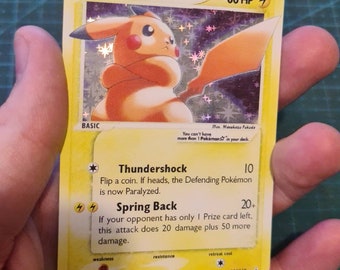 60 HP
Illus. Masakazu Fukuda
BASIC
You can't have more
than 1 Pokémon ☆ in your deck.
Thundershock 10
Flip a coin. If heads, the Defending Pokémon
is now Paralyzed.
Spring Back 20+
If your opponent has only 1 Prize card left,
this attack does 20 damage plus 50 more
damage.
weakness resistance retreat cost